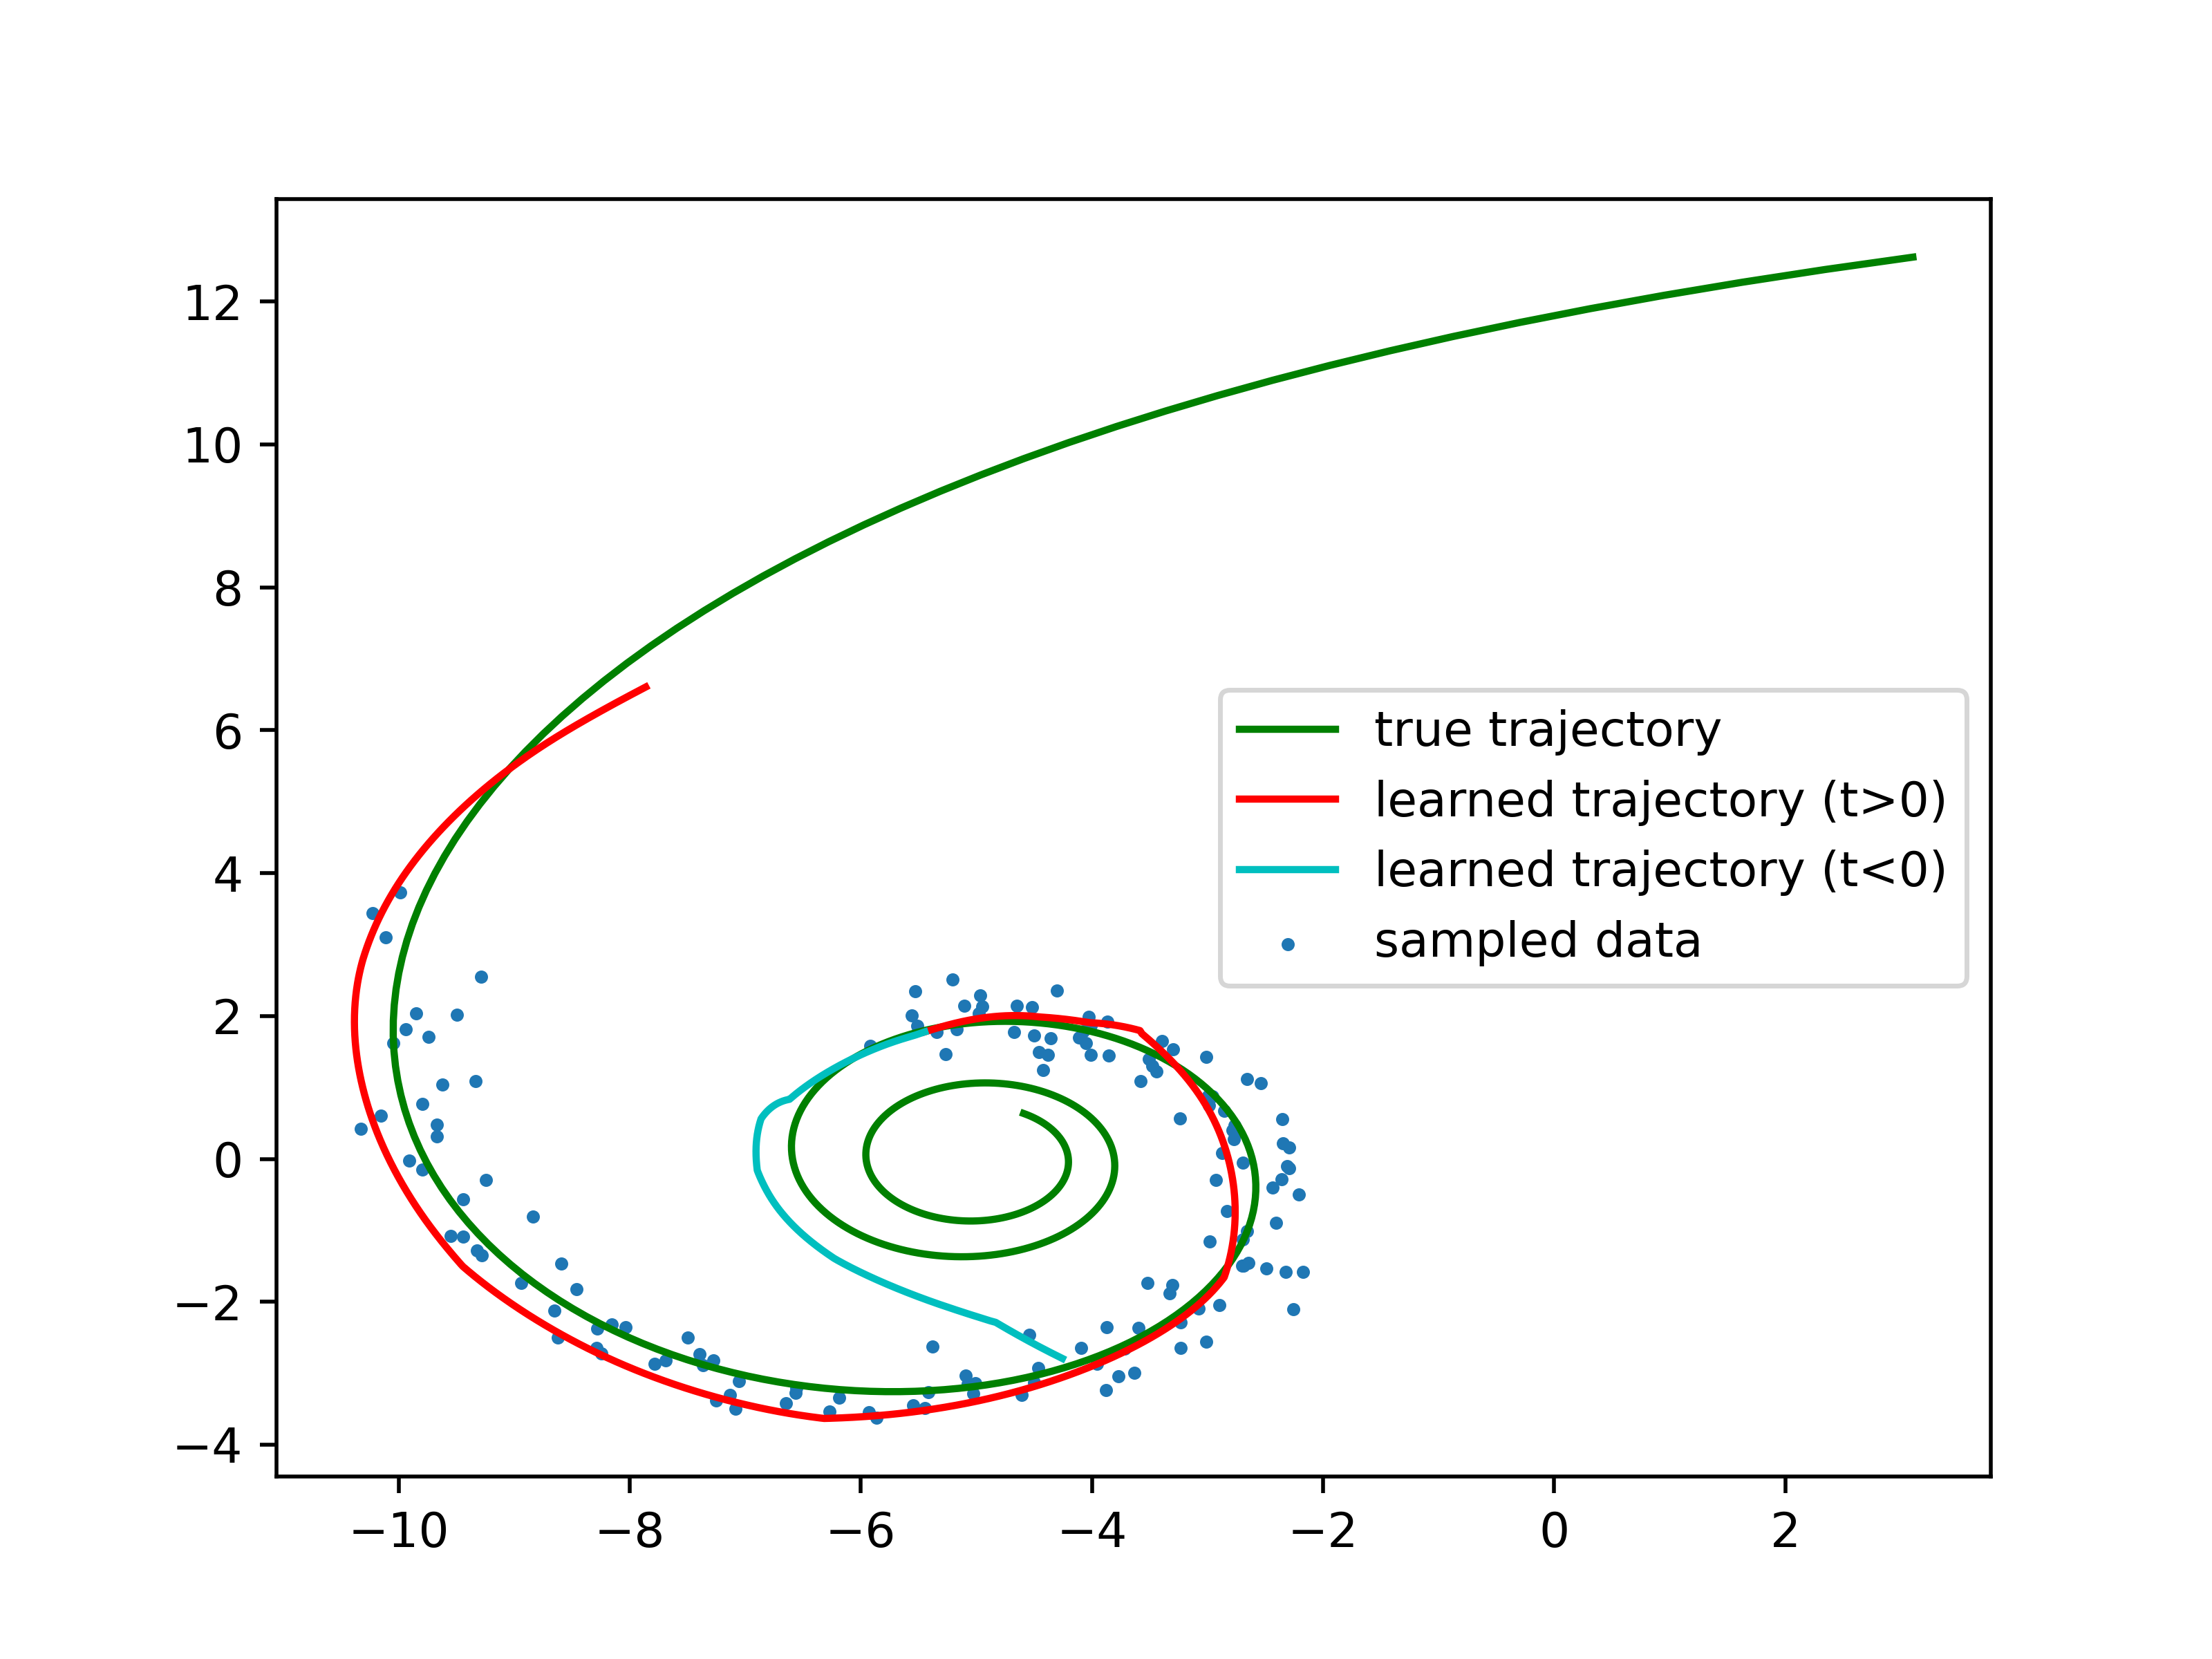 12
10
8
6
4
2
0
−2
−4
true trajectory
learned trajectory (t>0)
learned trajectory (t<0)
sampled data
−10 −8 −6 −4 −2 0 2